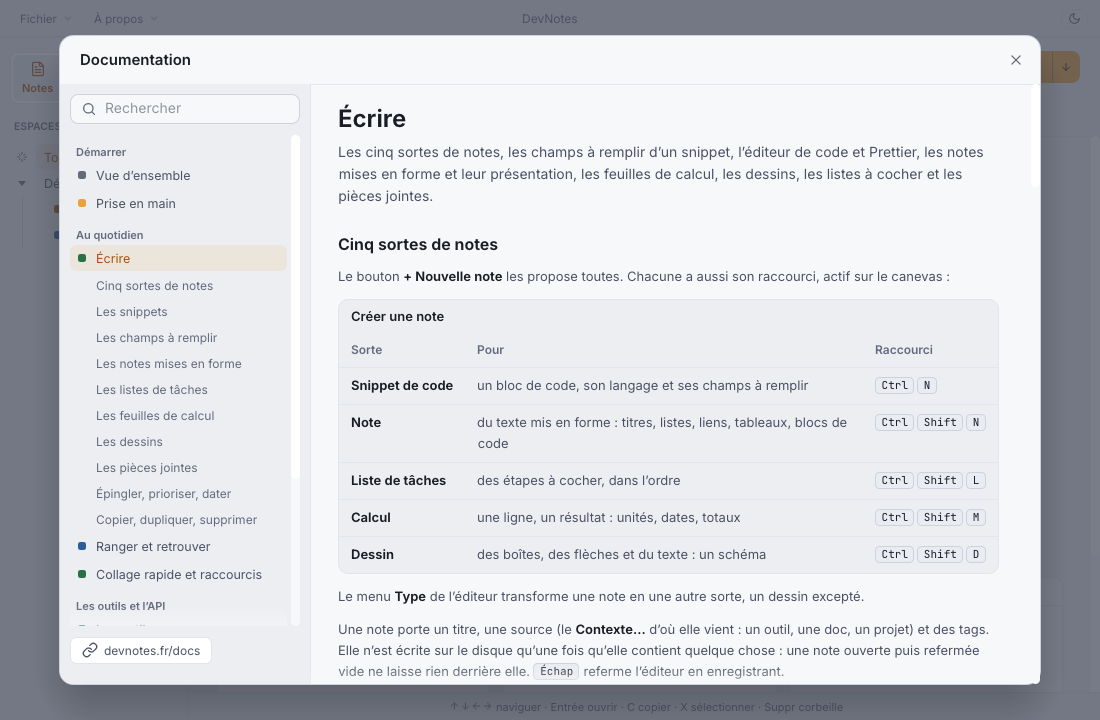 Fichier
À propos
DevNotes
Documentation
Notes
ESPACES
To
Dé
Rechercher
Démarrer
Vue d’ensemble
Prise en main
Au quotidien
Écrire
Cinq sortes de notes
Les snippets
Les champs à remplir
Les notes mises en forme
Les listes de tâches
Les feuilles de calcul
Les dessins
Les pièces jointes
Épingler, prioriser, dater
Copier, dupliquer, supprimer
Ranger et retrouver
Collage rapide et raccourcis
Les outils et l’API
devnotes.fr/docs
Écrire
Les cinq sortes de notes, les champs à remplir d’un snippet, l’éditeur de code et Prettier, les notes
mises en forme et leur présentation, les feuilles de calcul, les dessins, les listes à cocher et les
pièces jointes.
Cinq sortes de notes
Le bouton + Nouvelle note les propose toutes. Chacune a aussi son raccourci, actif sur le canevas :
Créer une note
Sorte Pour Raccourci
Snippet de code un bloc de code, son langage et ses champs à remplir Ctrl N
Note du texte mis en forme : titres, listes, liens, tableaux, blocs de Ctrl Shift N
code
Liste de tâches des étapes à cocher, dans l’ordre Ctrl Shift L
Calcul une ligne, un résultat : unités, dates, totaux Ctrl Shift M
Dessin des boîtes, des flèches et du texte : un schéma Ctrl Shift D
Le menu Type de l’éditeur transforme une note en une autre sorte, un dessin excepté.
Une note porte un titre, une source (le Contexte… d’où elle vient : un outil, une doc, un projet) et des tags.
Elle n’est écrite sur le disque qu’une fois qu’elle contient quelque chose : une note ouverte puis refermée
vide ne laisse rien derrière elle. Échap referme l’éditeur en enregistrant.
↑ ↓ ← → naviguer · Entrée ouvrir · C copier · X sélectionner · Suppr corbeille